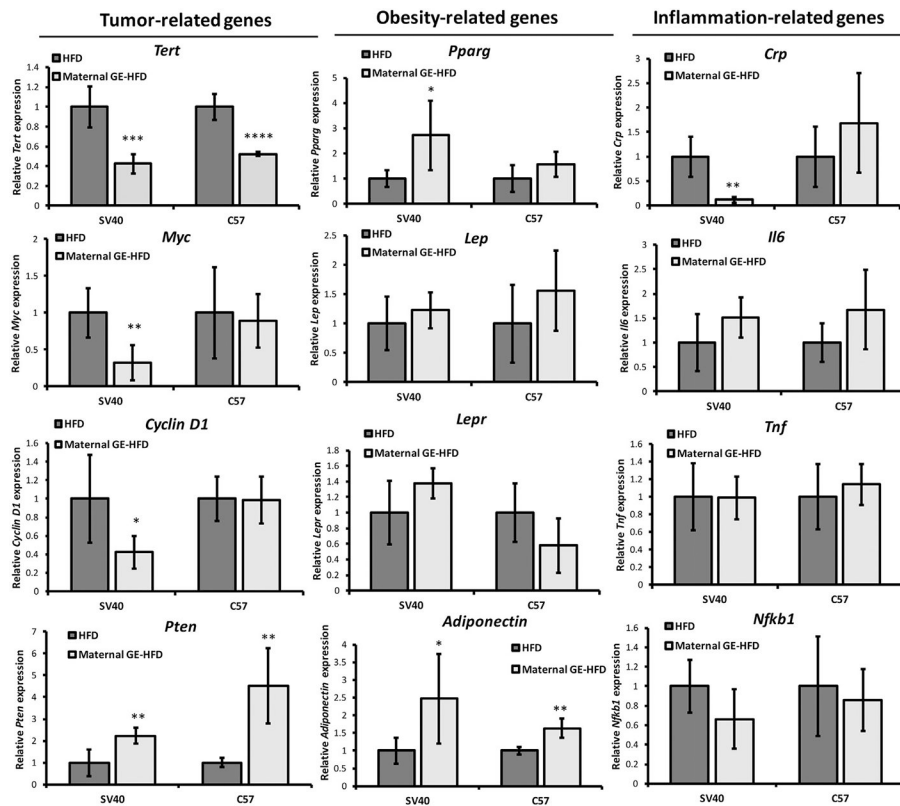 Tumor-related genes
Obesity-related genes
Inflammation-related genes
Tert
HFD
Maternal GE-HFD
Relative Tert expression
1.4
1.2
1
0.8
0.6
0.4
0.2
0
***
****
SV40
C57
Pparg
HFD
Maternal GE-HFD
Relative Pparg expression
6
5
4
3
2
1
0
*
SV40
C57
Crp
HFD
Maternal GE-HFD
Relative Crp expression
3
2.5
2
1.5
1
0.5
0
**
SV40
C57
Myc
HFD
Maternal GE-HFD
Relative Myc expression
2
1.5
1
0.5
0
**
SV40
C57
Lep
HFD
Maternal GE-HFD
Relative Lep expression
2.5
2
1.5
1
0.5
0
SV40
C57
Il6
HFD
Maternal GE-HFD
Relative Il6 expression
3
2.5
2
1.5
1
0.5
0
SV40
C57
Cyclin D1
HFD
Maternal GE-HFD
Relative Cyclin D1 expression
1.6
1.4
1.2
1
0.8
0.6
0.4
0.2
0
*
SV40
C57
Lepr
HFD
Maternal GE-HFD
Relative Lepr expression
1.8
1.6
1.4
1.2
1
0.8
0.6
0.4
0.2
0
SV40
C57
Tnf
HFD
Maternal GE-HFD
Relative Tnf expression
1.6
1.4
1.2
1
0.8
0.6
0.4
0.2
0
SV40
C57
Pten
HFD
Maternal GE-HFD
Relative Pten expression
7
6
5
4
3
2
1
0
**
**
SV40
C57
Adiponectin
HFD
Maternal GE-HFD
Relative Adiponectin expression
4
3.5
3
2.5
2
1.5
1
0.5
0
*
**
SV40
C57
Nfkb1
HFD
Maternal GE-HFD
Relative Nfkb1 expression
1.6
1.4
1.2
1
0.8
0.6
0.4
0.2
0
SV40
C57